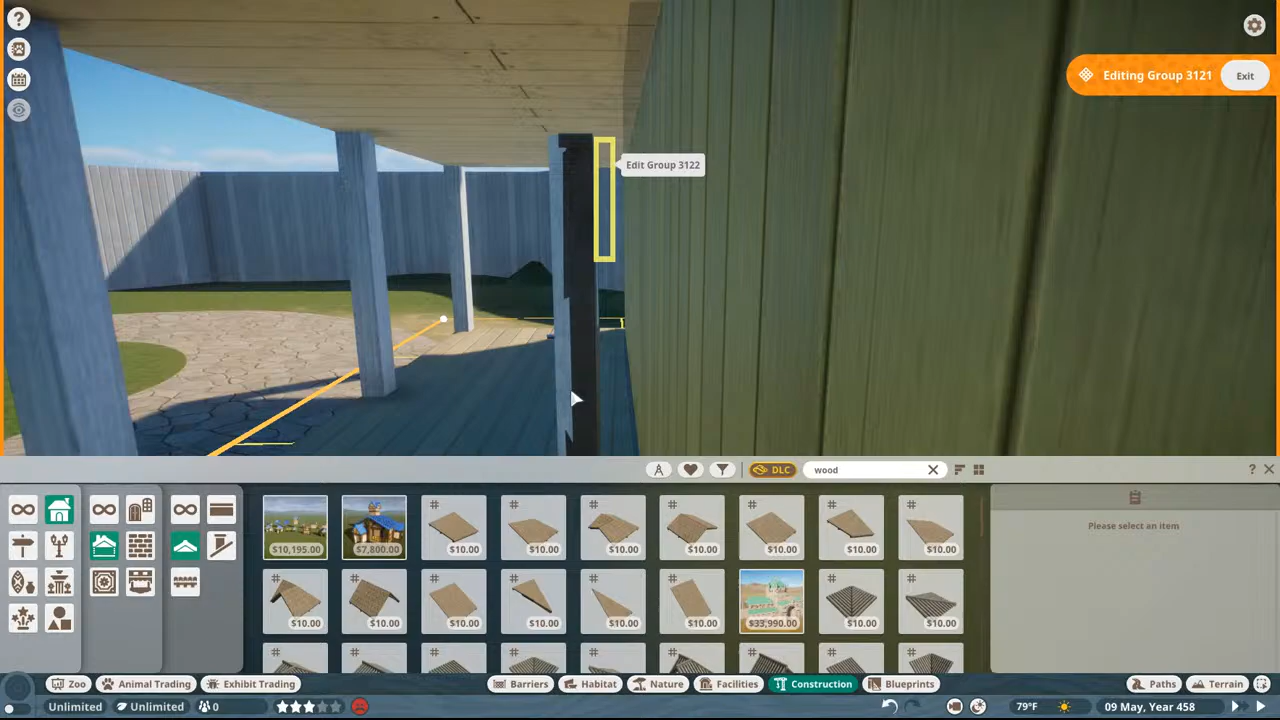 ?
Editing Group 3121
Exit
Edit Group 3122
A
DLC
wood
?
$10,195.00
$7,800.00
$10.00
$10.00
$10.00
$10.00
$10.00
$10.00
$10.00
Please select an item
$10.00
$10.00
$10.00
$10.00
$10.00
$10.00
$33,990.00
$10.00
$10.00
Zoo
Animal Trading
Exhibit Trading
Barriers
Habitat
Nature
Facilities
Construction
Blueprints
Paths
Terrain
Unlimited
Unlimited
0
79°F
09 May, Year 458